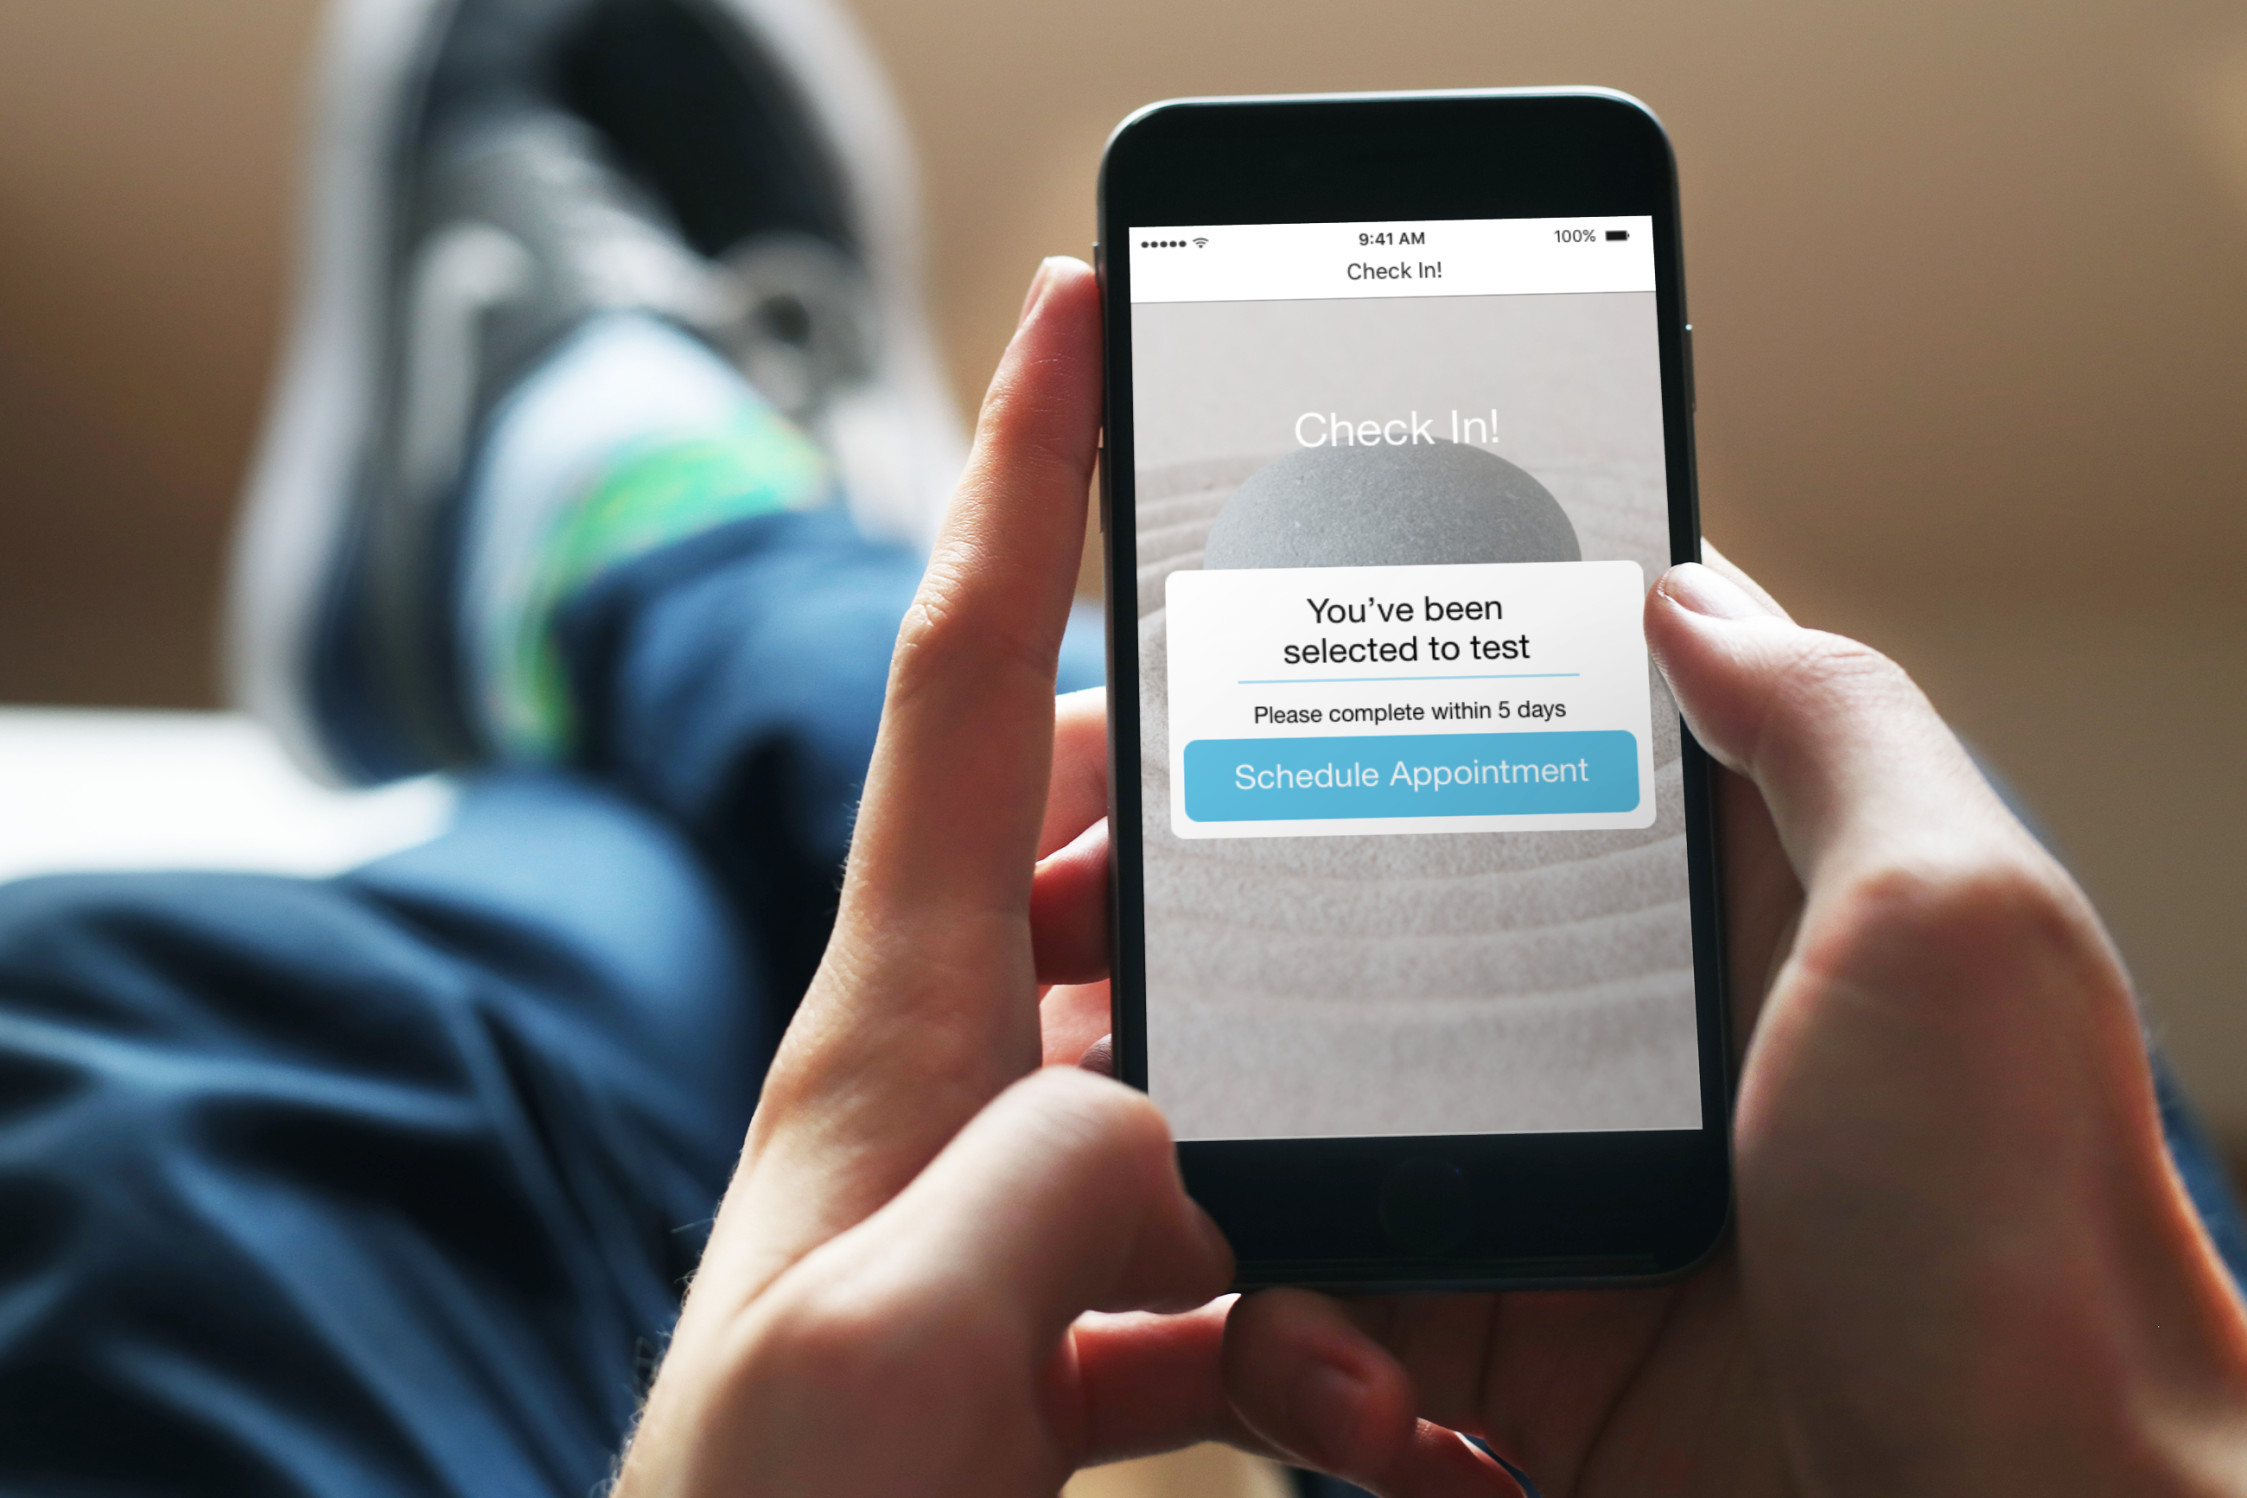 9:41 AM
100%
Check In!
Check In!
You've been
selected to test
Please complete within 5 days
Schedule Appointment